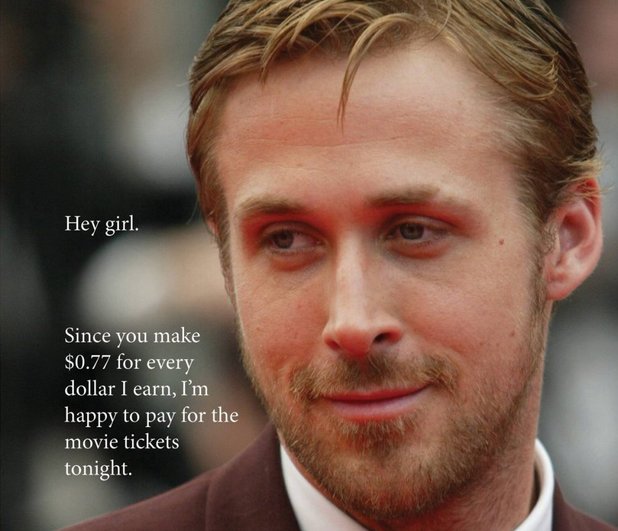 Hey girl.
Since you make
$0.77 for every
dollar I earn, I'm
happy to pay for the
movie tickets
tonight.